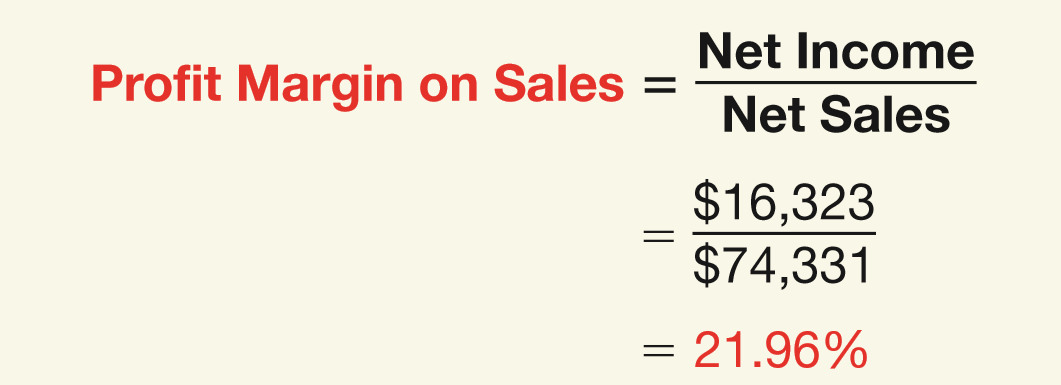 Profit Margin on Sales = Net Income
Net Sales
= $16,323
$74,331
= 21.96%